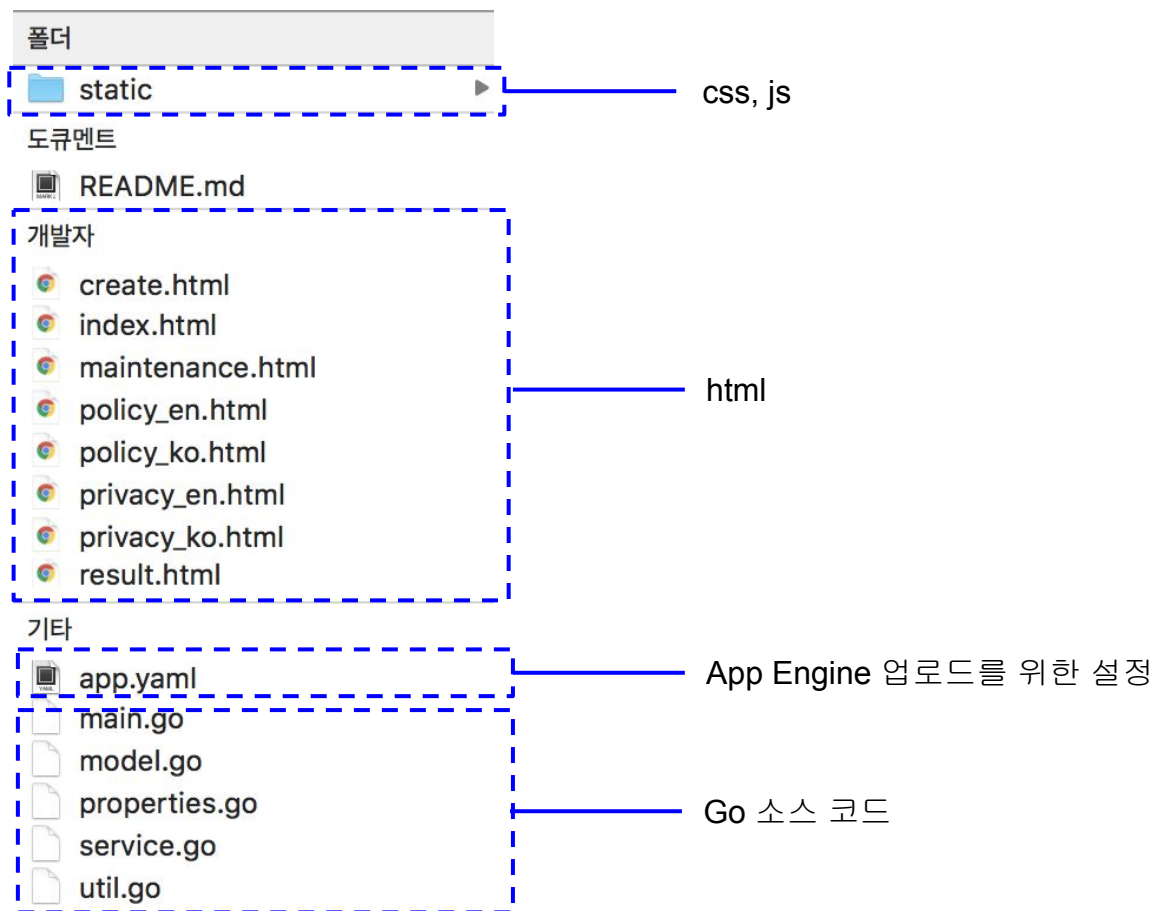 폴더
static
css, js
도큐멘트
README.md
개발자
create.html
index.html
maintenance.html
html
policy_en.html
policy_ko.html
privacy_en.html
privacy_ko.html
result.html
기타
app.yaml
App Engine 업로드를 위한 설정
main.go
model.go
properties.go
Go 소스 코드
service.go
util.go